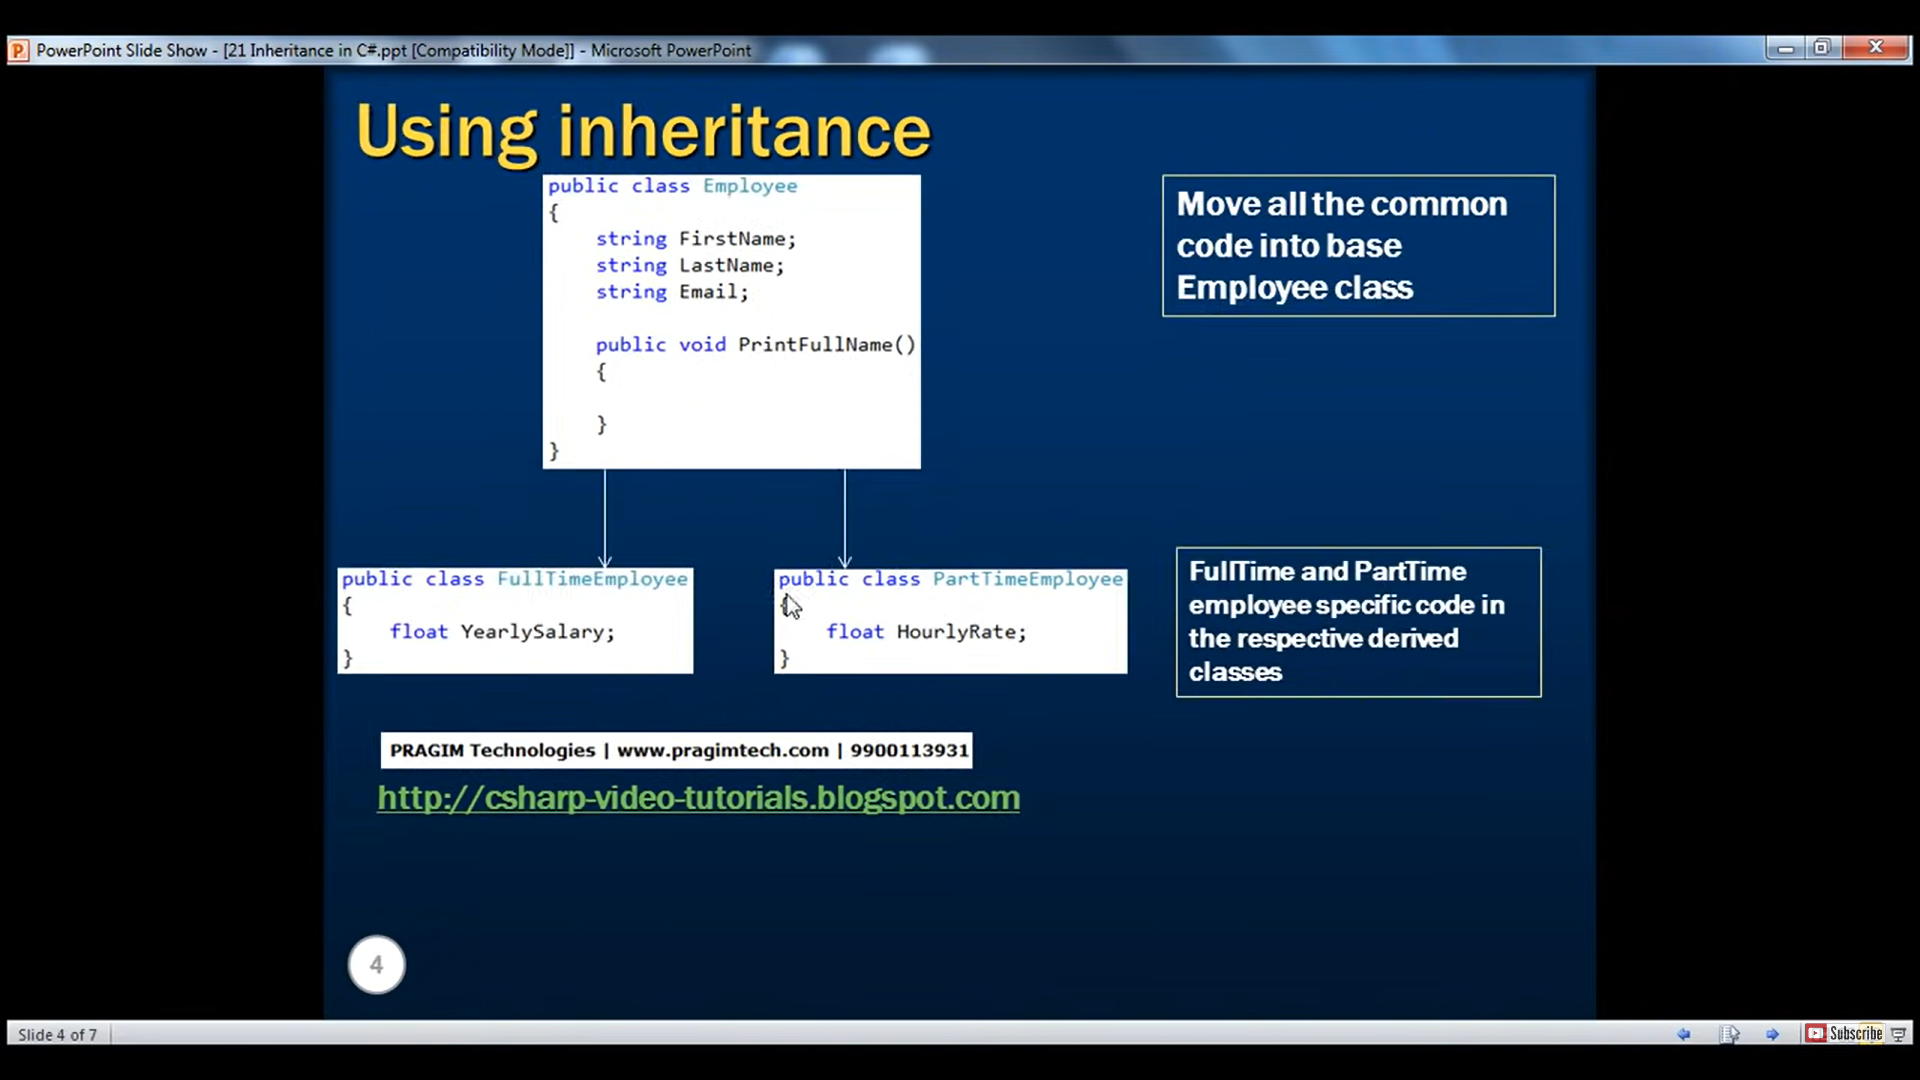 PowerPoint Slide Show - [21 Inheritance in C#.ppt [Compatibility Mode]] - Microsoft PowerPoint
Using inheritance
public class Employee
{
string FirstName;
string LastName;
string Email;
public void PrintFullName()
{
}
}
Move all the common
code into base
Employee class
public class FullTimeEmployee
{
float YearlySalary;
}
public class PartTimeEmployee
{
float HourlyRate;
}
FullTime and PartTime
employee specific code in
the respective derived
classes
PRAGIM Technologies | www.pragimtech.com | 9900113931
http://csharp-video-tutorials.blogspot.com
4
Slide 4 of 7
Subscribe